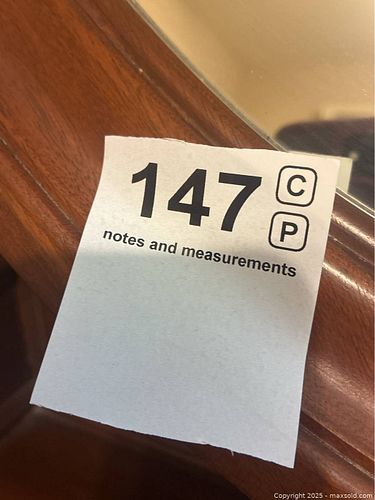 147 C
P
notes and measurements
Copyright 2025 - maxsold.com